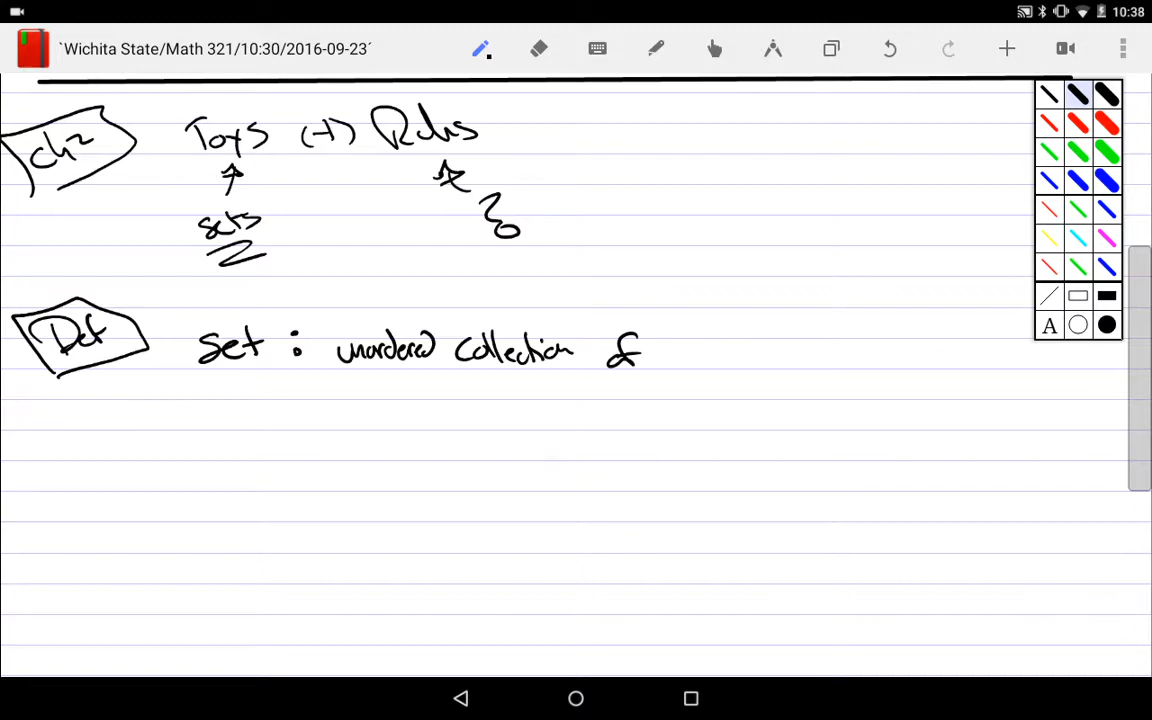 10:38
`Wichita State/Math 321/10:30/2016-09-23´
Ch 2 Toys (+) Rules
sets
Def set : unordered collection of
A